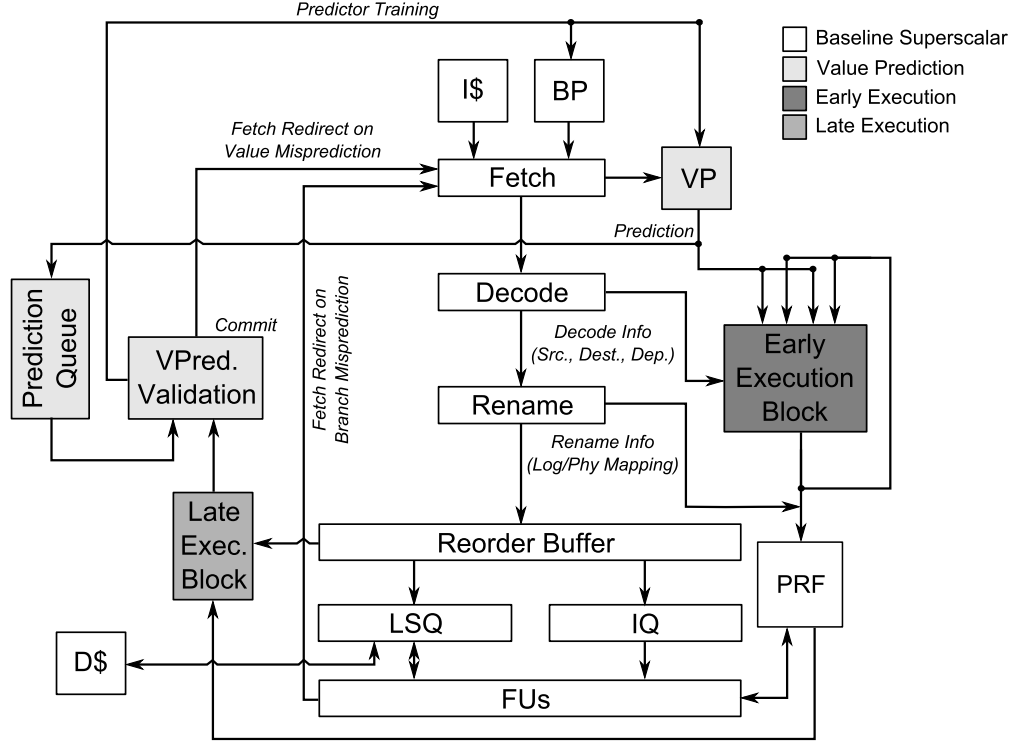 Predictor Training
Baseline Superscalar
Value Prediction
Early Execution
Late Execution
I$
BP
Fetch Redirect on
Value Misprediction
Fetch
VP
Prediction
Prediction
Queue
Decode
Fetch Redirect on
Branch Misprediction
Commit
VPred.
Validation
Decode Info
(Src., Dest., Dep.)
Early
Execution
Block
Rename
Rename Info
(Log/Phy Mapping)
Late
Exec.
Block
Reorder Buffer
PRF
LSQ
IQ
D$
FUs